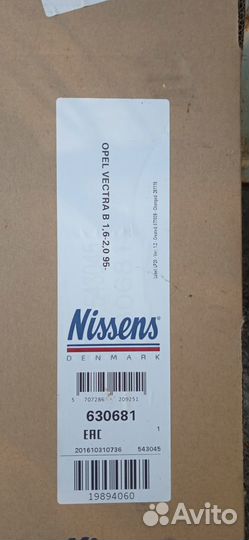 OPEL VECTRA B 1,6-2,0 95-
Nissens
DENMARK
5 707286 209251
630681
EAC 1
201610310736 543045
19894060
Avito